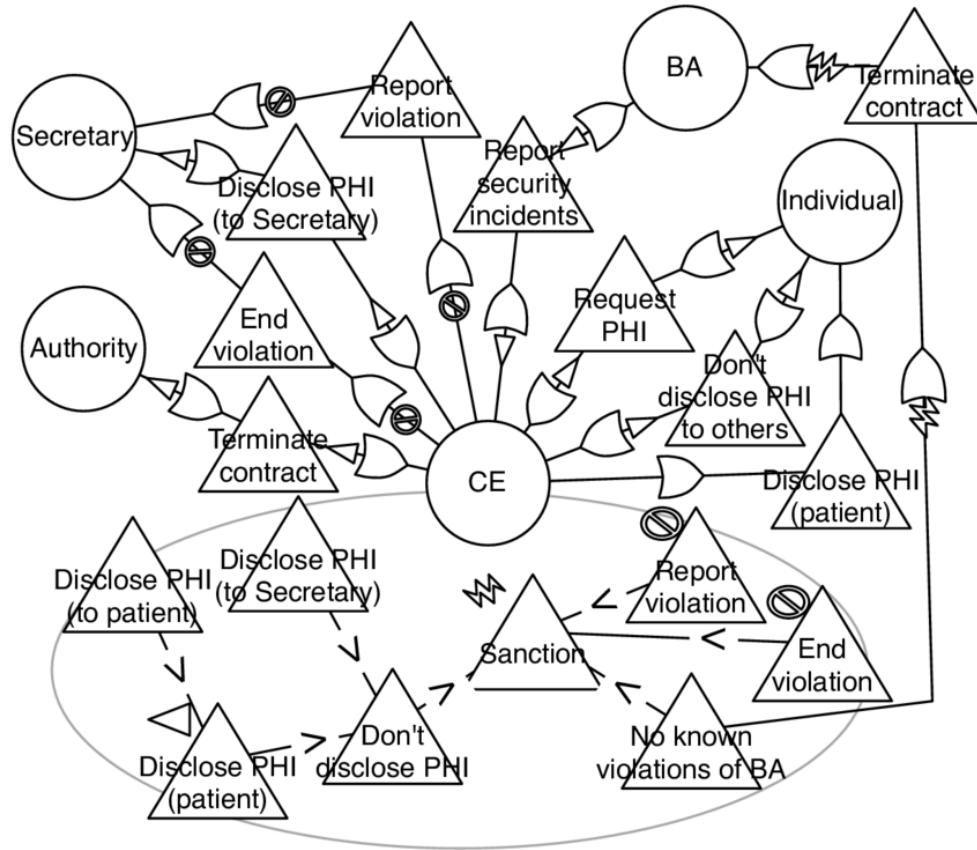 Secretary
Report
violation
BA
Terminate
contract
Disclose PHI
(to Secretary)
Report
security
incidents
Individual
Authority
End
violation
Request
PHI
Don't
disclose PHI
to others
Terminate
contract
CE
Disclose PHI
(patient)
Disclose PHI
(to patient)
Disclose PHI
(to Secretary)
Sanction
Report
violation
End
violation
Disclose PHI
(patient)
Don't
disclose PHI
No known
violations of BA